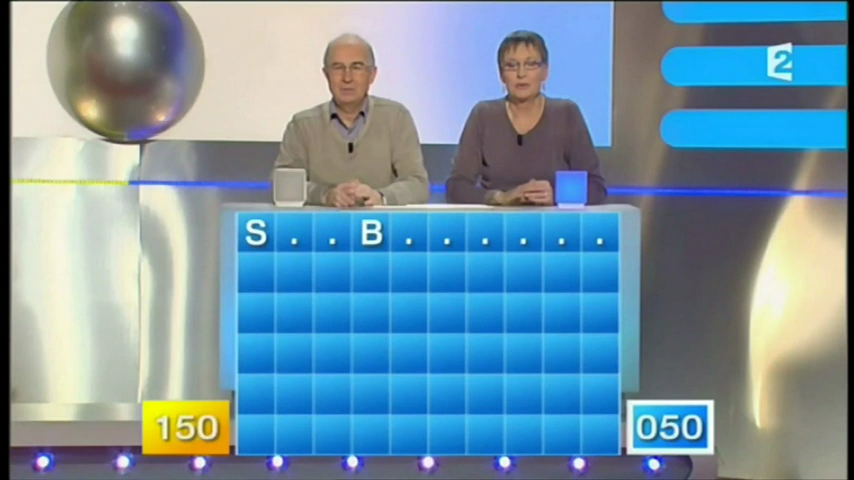 2
S . . B . . . . . .
150
050